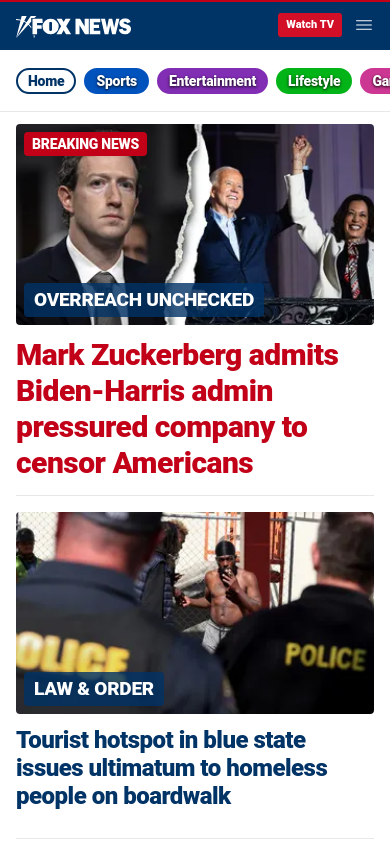 FOX NEWS
Watch TV
Home
Sports
Entertainment
Lifestyle
BREAKING NEWS
OVERREACH UNCHECKED
Mark Zuckerberg admits
Biden-Harris admin
pressured company to
censor Americans
POLICE
POLICE
LAW & ORDER
Tourist hotspot in blue state
issues ultimatum to homeless
people on boardwalk